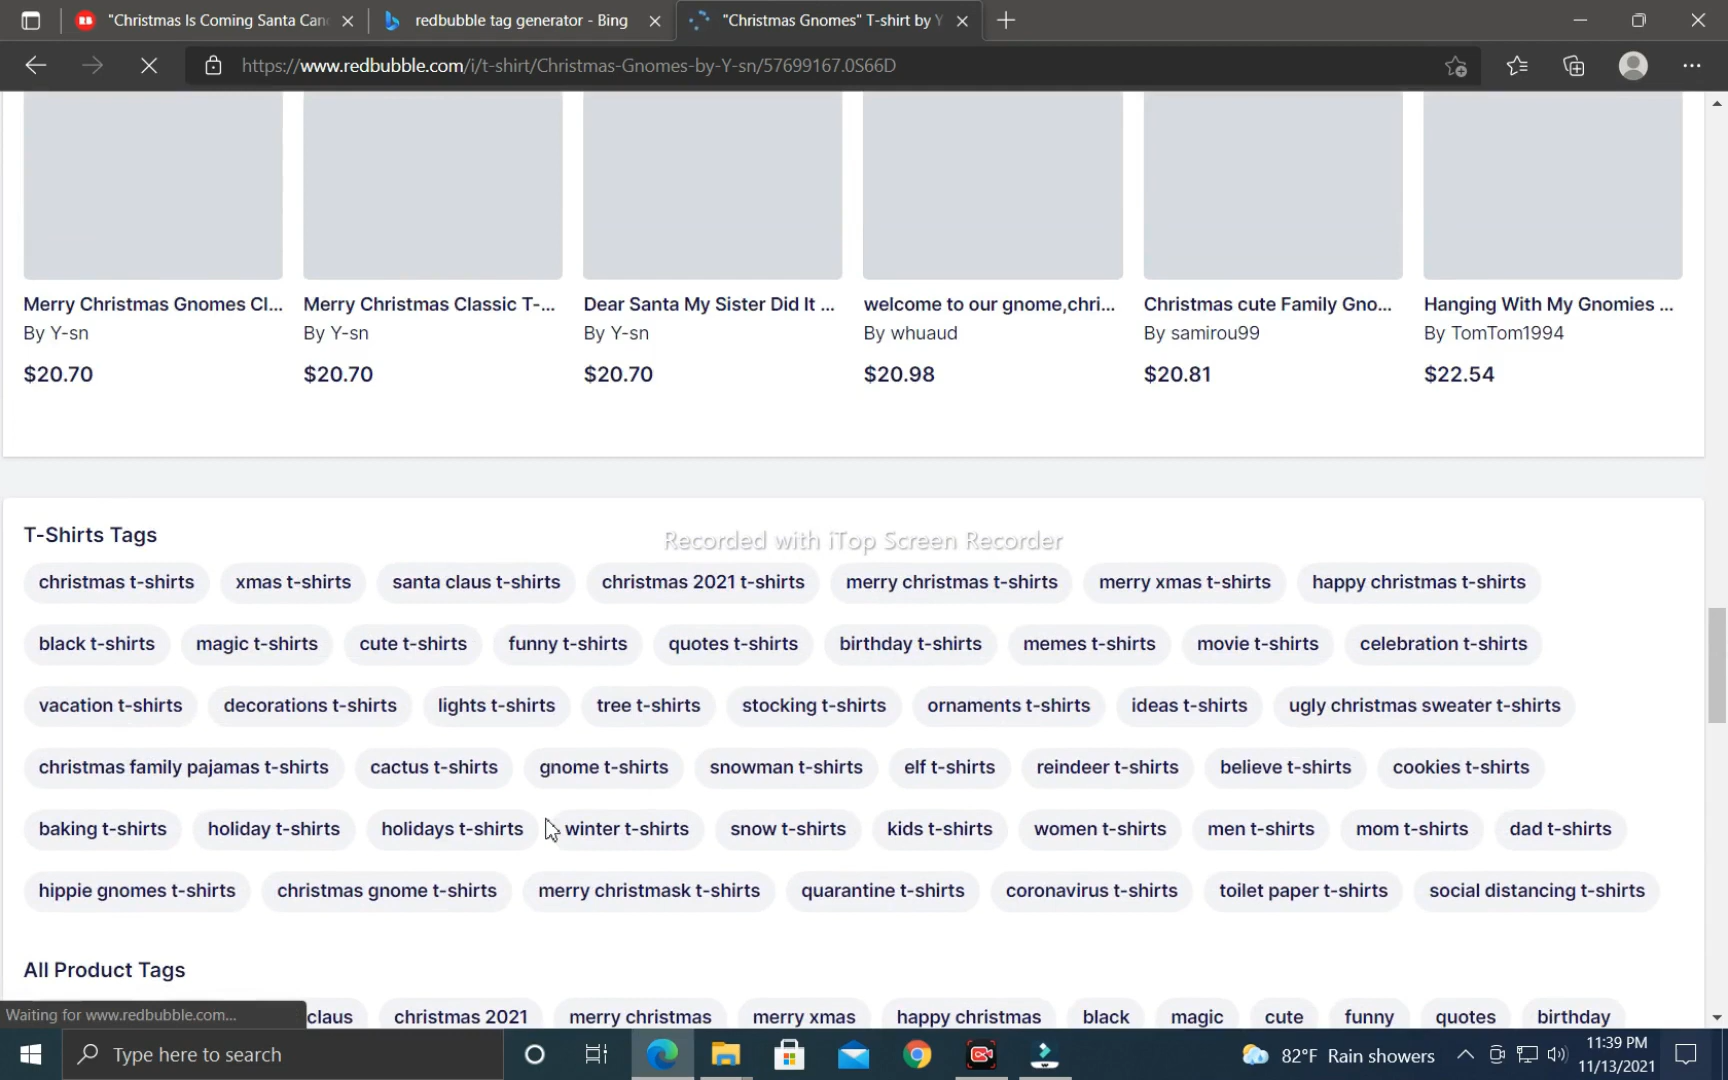 "Christmas Is Coming Santa Can
redbubble tag generator - Bing
"Christmas Gnomes" T-shirt by Y
https://www.redbubble.com/i/t-shirt/Christmas-Gnomes-by-Y-sn/57699167.0S66D
Merry Christmas Gnomes Cl... Merry Christmas Classic T-... Dear Santa My Sister Did It ... welcome to our gnome,chri... Christmas cute Family Gno... Hanging With My Gnomies ...
By Y-sn By Y-sn By Y-sn By whuaud By samirou99 By TomTom1994
$20.70 $20.70 $20.70 $20.98 $20.81 $22.54
T-Shirts Tags
Recorded with iTop Screen Recorder
christmas t-shirts xmas t-shirts santa claus t-shirts christmas 2021 t-shirts merry christmas t-shirts merry xmas t-shirts happy christmas t-shirts
black t-shirts magic t-shirts cute t-shirts funny t-shirts quotes t-shirts birthday t-shirts memes t-shirts movie t-shirts celebration t-shirts
vacation t-shirts decorations t-shirts lights t-shirts tree t-shirts stocking t-shirts ornaments t-shirts ideas t-shirts ugly christmas sweater t-shirts
christmas family pajamas t-shirts cactus t-shirts gnome t-shirts snowman t-shirts elf t-shirts reindeer t-shirts believe t-shirts cookies t-shirts
baking t-shirts holiday t-shirts holidays t-shirts winter t-shirts snow t-shirts kids t-shirts women t-shirts men t-shirts mom t-shirts dad t-shirts
hippie gnomes t-shirts christmas gnome t-shirts merry christmask t-shirts quarantine t-shirts coronavirus t-shirts toilet paper t-shirts social distancing t-shirts
All Product Tags
Waiting for www.redbubble.com...
claus christmas 2021 merry christmas merry xmas happy christmas black magic cute funny quotes birthday
Type here to search
82°F Rain showers
11:39 PM
11/13/2021